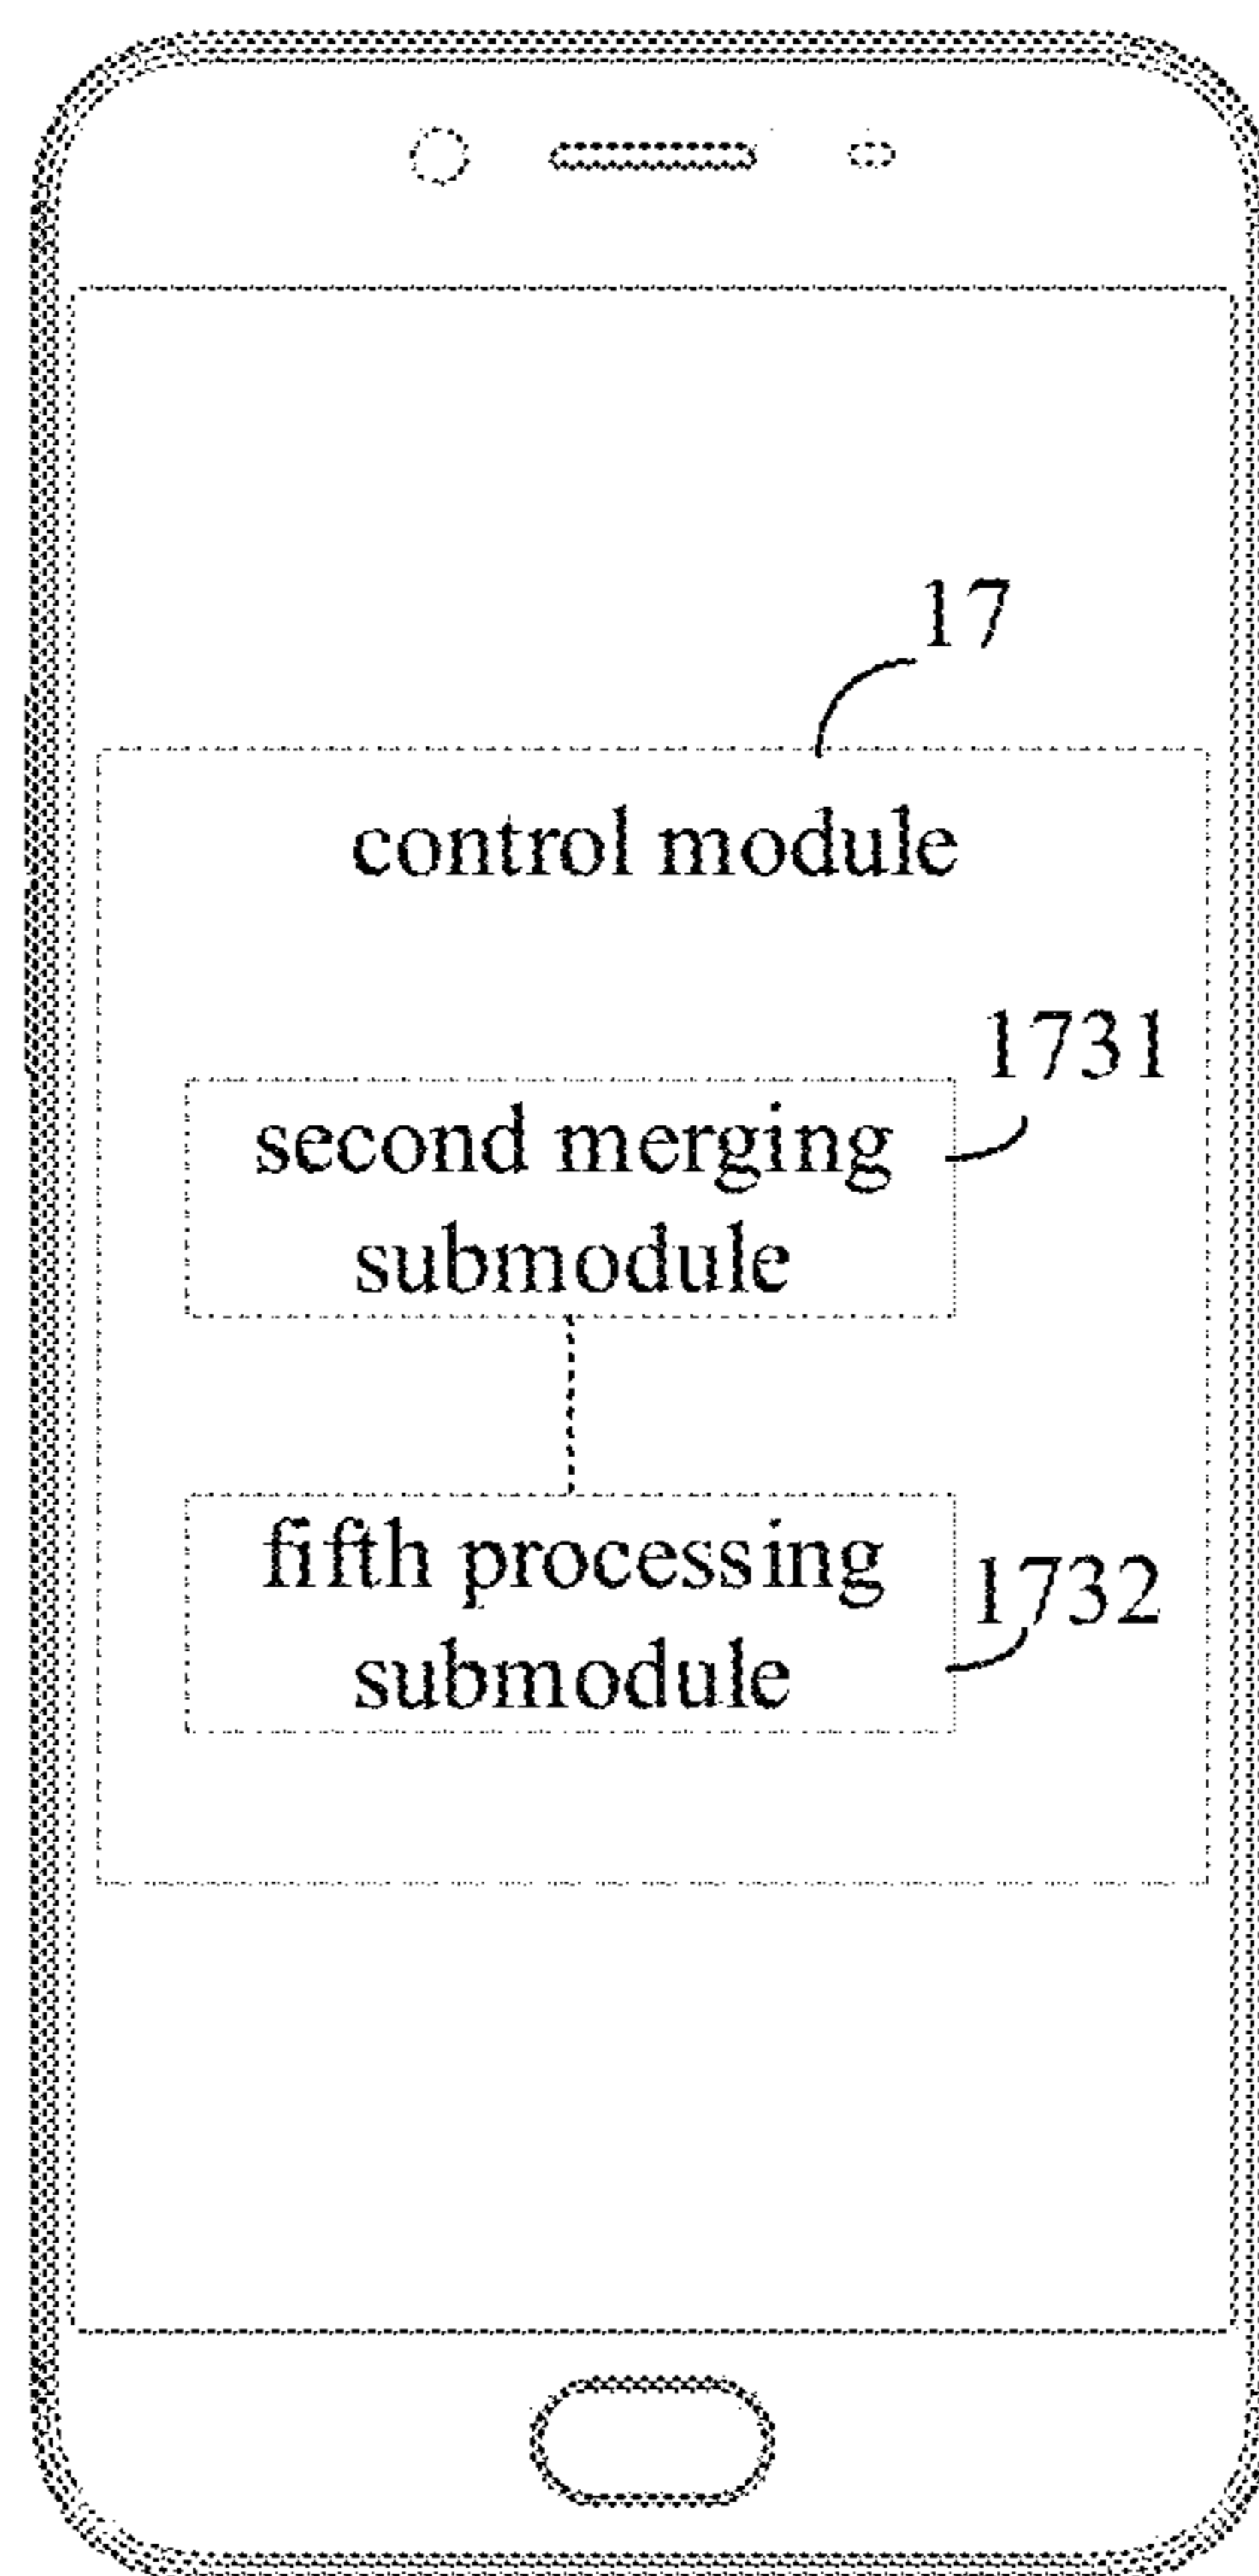 17
control module
1731
second merging
submodule
fifth processing
1732
submodule